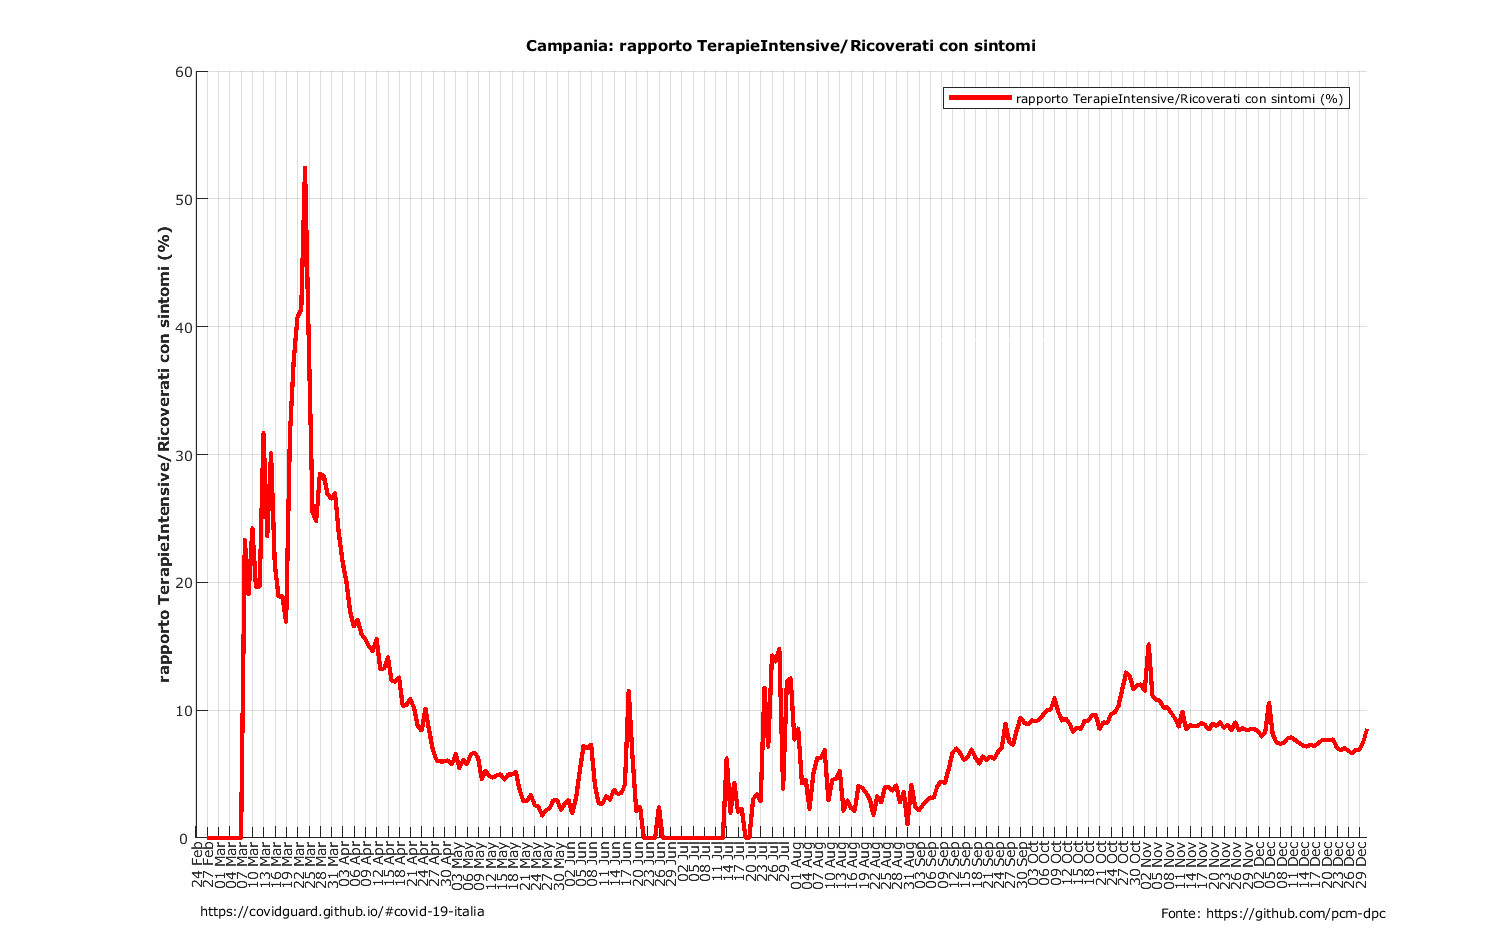 Campania: rapporto TerapieIntensive/Ricoverati con sintomi
rapporto TerapieIntensive/Ricoverati con sintomi (%)
rapporto TerapieIntensive/Ricoverati con sintomi (%)
60
50
40
30
20
10
0
24 Feb
27 Feb
01 Mar
04 Mar
07 Mar
10 Mar
13 Mar
16 Mar
19 Mar
22 Mar
25 Mar
28 Mar
31 Mar
03 Apr
06 Apr
09 Apr
12 Apr
15 Apr
18 Apr
21 Apr
24 Apr
27 Apr
30 Apr
03 May
06 May
09 May
12 May
15 May
18 May
21 May
24 May
27 May
30 May
02 Jun
05 Jun
08 Jun
11 Jun
14 Jun
17 Jun
20 Jun
23 Jun
26 Jun
29 Jun
02 Jul
05 Jul
08 Jul
11 Jul
14 Jul
17 Jul
20 Jul
23 Jul
26 Jul
29 Jul
01 Aug
04 Aug
07 Aug
10 Aug
13 Aug
16 Aug
19 Aug
22 Aug
25 Aug
28 Aug
31 Aug
03 Sep
06 Sep
09 Sep
12 Sep
15 Sep
18 Sep
21 Sep
24 Sep
27 Sep
30 Sep
03 Oct
06 Oct
09 Oct
12 Oct
15 Oct
18 Oct
21 Oct
24 Oct
27 Oct
30 Oct
02 Nov
05 Nov
08 Nov
11 Nov
14 Nov
17 Nov
20 Nov
23 Nov
26 Nov
29 Nov
02 Dec
05 Dec
08 Dec
11 Dec
14 Dec
17 Dec
20 Dec
23 Dec
26 Dec
29 Dec
https://covidguard.github.io/#covid-19-italia
Fonte: https://github.com/pcm-dpc